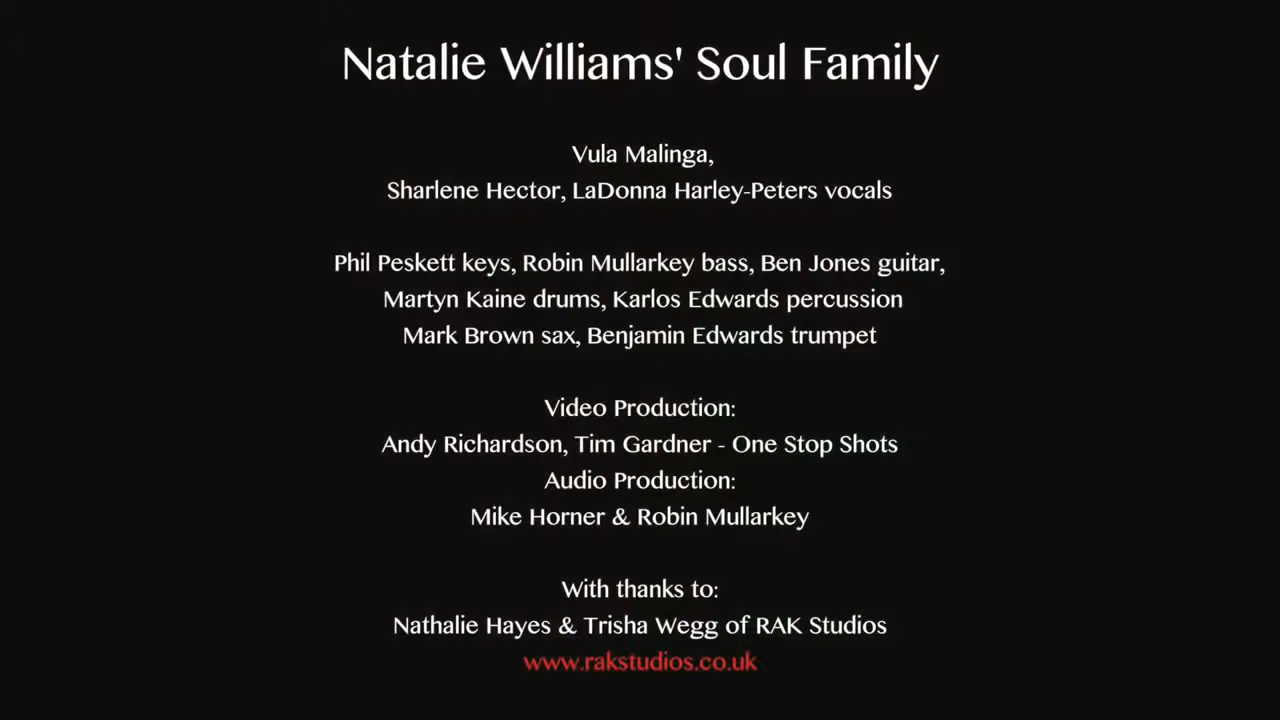 Natalie Williams' Soul Family
Vula Malinga,
Sharlene Hector, LaDonna Harley-Peters vocals
Phil Peskett keys, Robin Mullarkey bass, Ben Jones guitar,
Martyn Kaine drums, Karlos Edwards percussion
Mark Brown sax, Benjamin Edwards trumpet
Video Production:
Andy Richardson, Tim Gardner - One Stop Shots
Audio Production:
Mike Horner & Robin Mullarkey
With thanks to:
Nathalie Hayes & Trisha Wegg of RAK Studios
www.rakstudios.co.uk